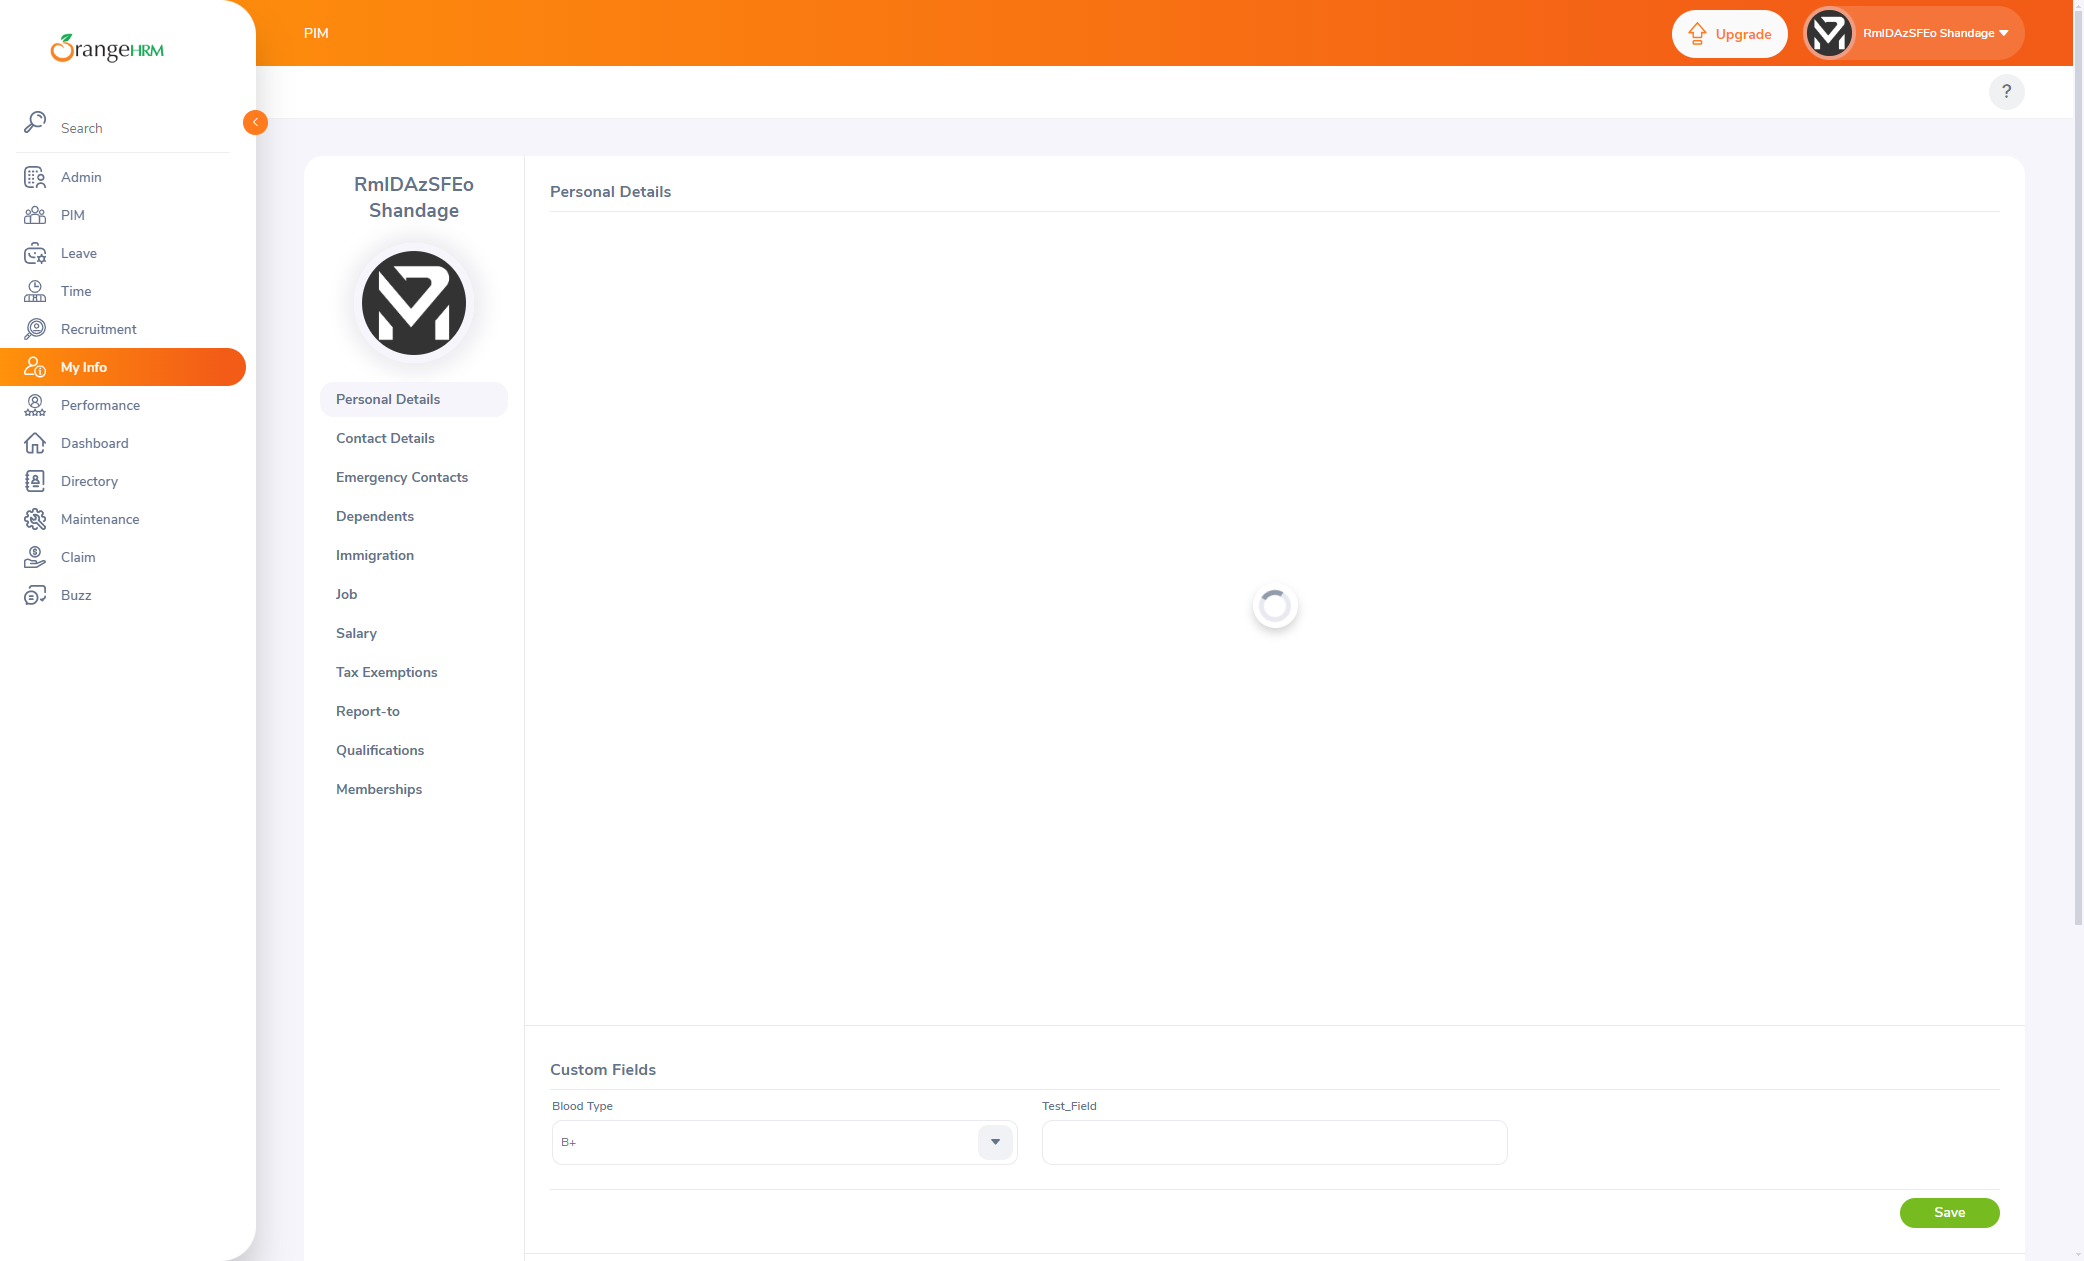 OrangeHRM
Search
Admin
PIM
Leave
Time
Recruitment
My Info
Performance
Dashboard
Directory
Maintenance
Claim
Buzz
PIM
Upgrade
RmlDAzSFEo Shandage
?
RmlDAzSFEo
Shandage
Personal Details
Contact Details
Emergency Contacts
Dependents
Immigration
Job
Salary
Tax Exemptions
Report-to
Qualifications
Memberships
Personal Details
Custom Fields
Blood Type
B+
Test_Field
Save